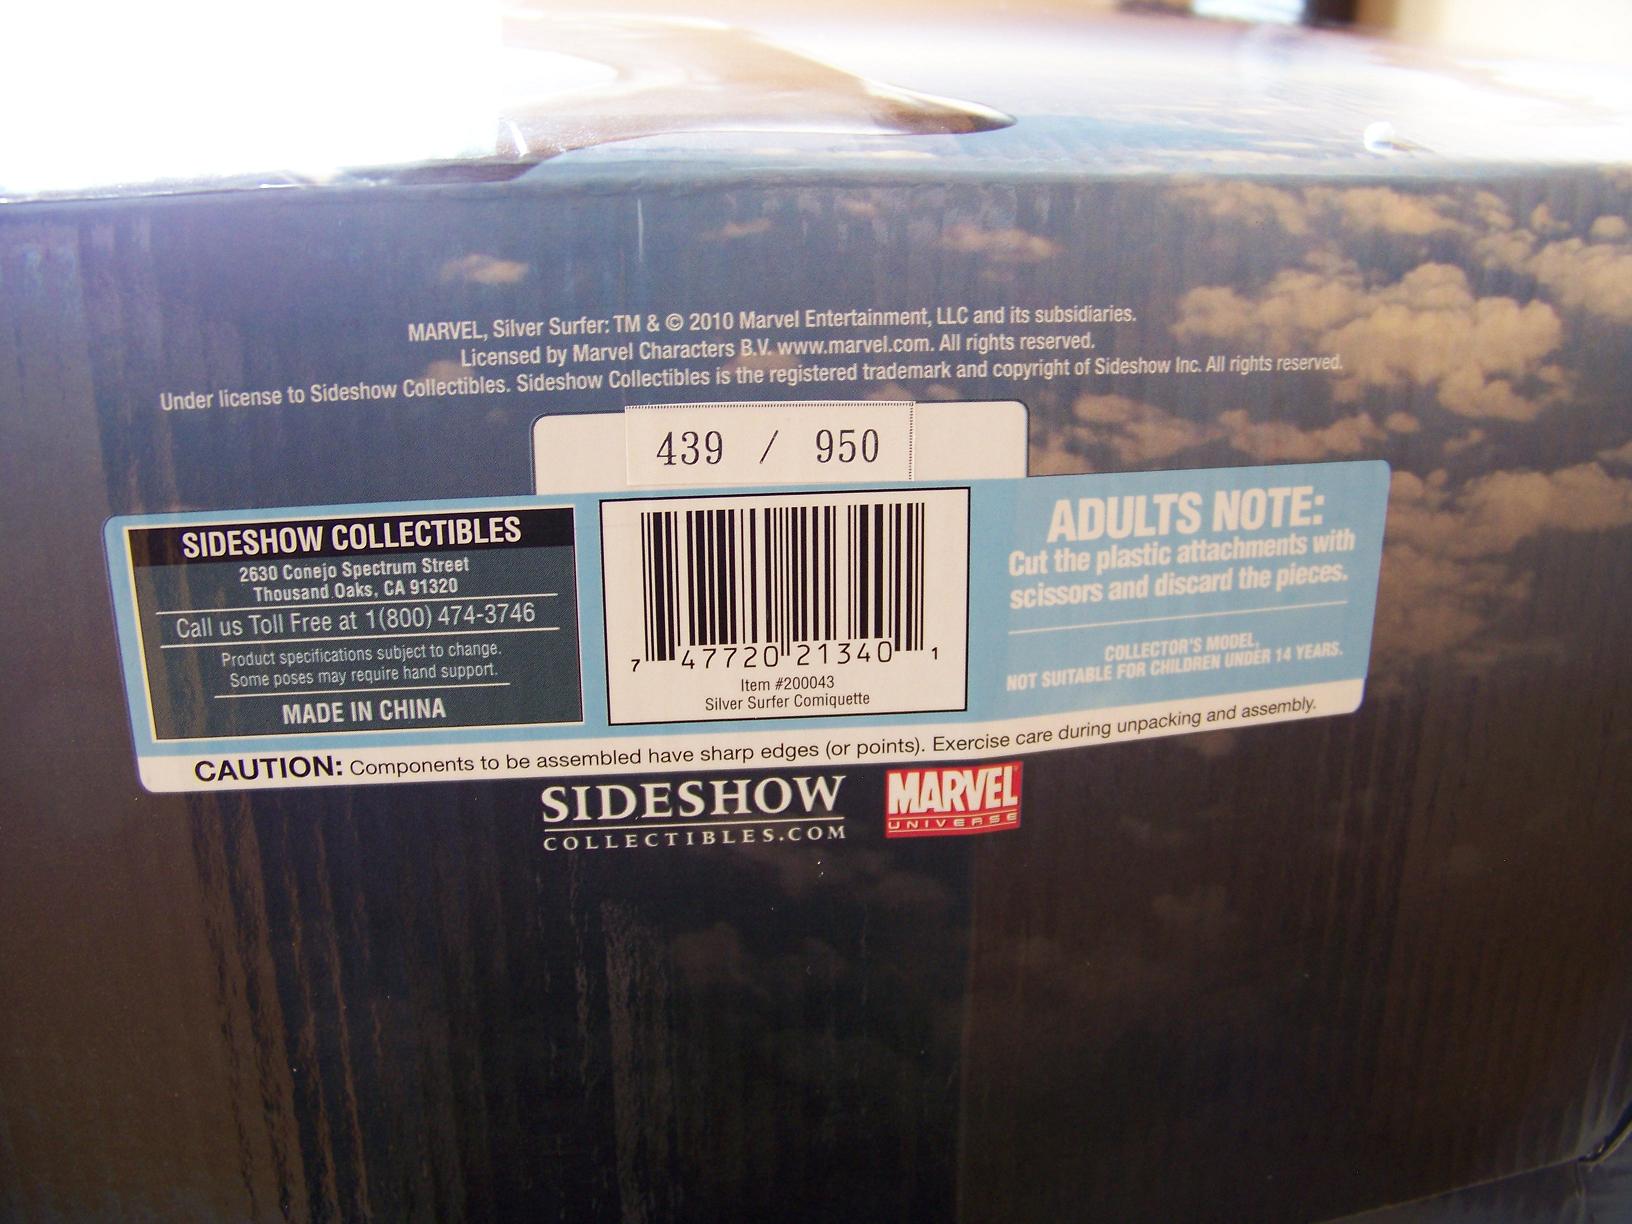 MARVEL, Silver Surfer: TM & © 2010 Marvel Entertainment, LLC and its subsidiaries.
Licensed by Marvel Characters B.V. www.marvel.com. All rights reserved.
Under license to Sideshow Collectibles. Sideshow Collectibles is the registered trademark and copyright of Sideshow Inc. All rights reserved.
439 / 950
SIDESHOW COLLECTIBLES
2630 Conejo Spectrum Street
Thousand Oaks, CA 91320
Call us Toll Free at 1(800) 474-3746
Product specifications subject to change.
Some poses may require hand support.
MADE IN CHINA
7 47720 21340 1
Item #200043
Silver Surfer Comiquette
ADULTS NOTE:
Cut the plastic attachments with
scissors and discard the pieces.
COLLECTOR'S MODEL.
NOT SUITABLE FOR CHILDREN UNDER 14 YEARS.
CAUTION: Components to be assembled have sharp edges (or points). Exercise care during unpacking and assembly.
SIDESHOW
COLLECTIBLES.COM
MARVEL
UNIVERSE